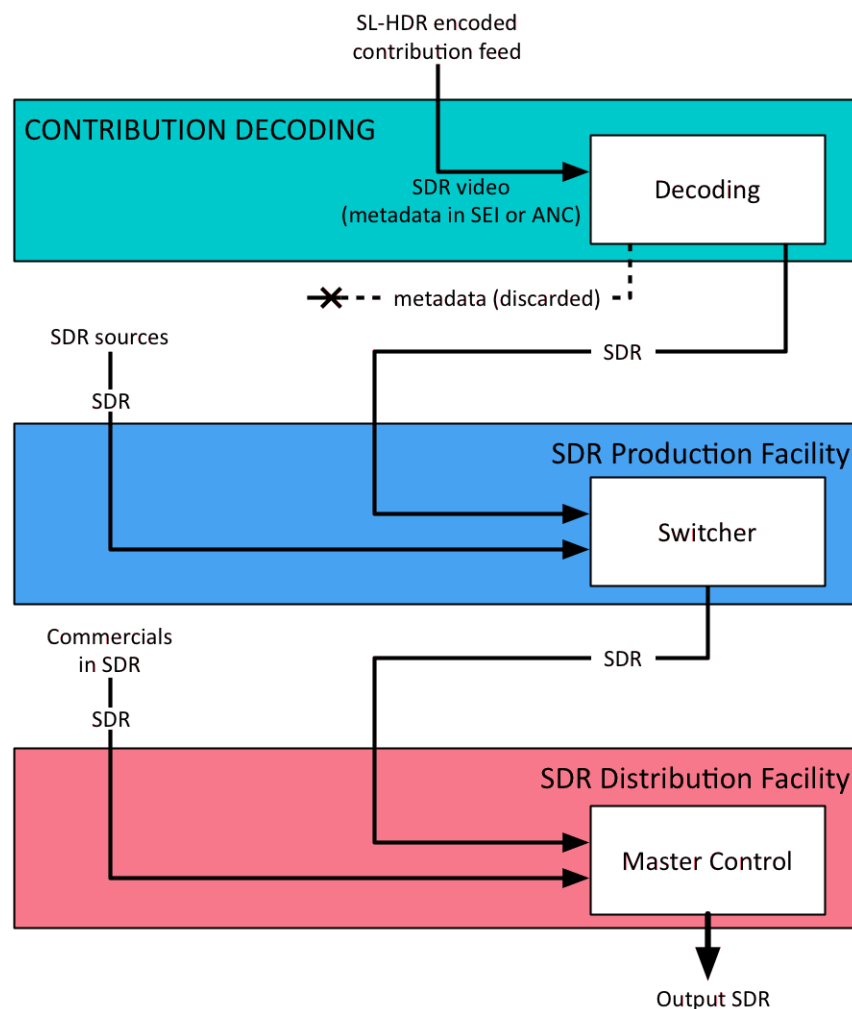 SL-HDR encoded
contribution feed
CONTRIBUTION DECODING
Decoding
SDR video
(metadata in SEI or ANC)
metadata (discarded)
SDR sources
SDR
SDR
SDR Production Facility
Switcher
Commercials
in SDR
SDR
SDR
SDR Distribution Facility
Master Control
Output SDR